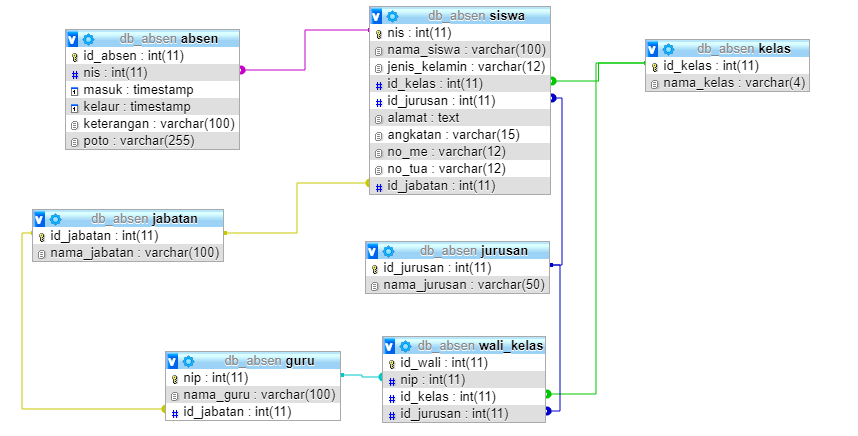 db_absen absen
id_absen : int(11)
nis : int(11)
masuk : timestamp
kelaur : timestamp
keterangan : varchar(100)
poto : varchar(255)
db_absen siswa
nis : int(11)
nama_siswa : varchar(100)
jenis_kelamin : varchar(12)
id_kelas : int(11)
id_jurusan : int(11)
alamat : text
angkatan : varchar(15)
no_me : varchar(12)
no_tua : varchar(12)
id_jabatan : int(11)
db_absen kelas
id_kelas : int(11)
nama_kelas : varchar(4)
db_absen jabatan
id_jabatan : int(11)
nama_jabatan : varchar(100)
db_absen jurusan
id_jurusan : int(11)
nama_jurusan : varchar(50)
db_absen guru
nip : int(11)
nama_guru : varchar(100)
id_jabatan : int(11)
db_absen wali_kelas
id_wali : int(11)
nip : int(11)
id_kelas : int(11)
id_jurusan : int(11)